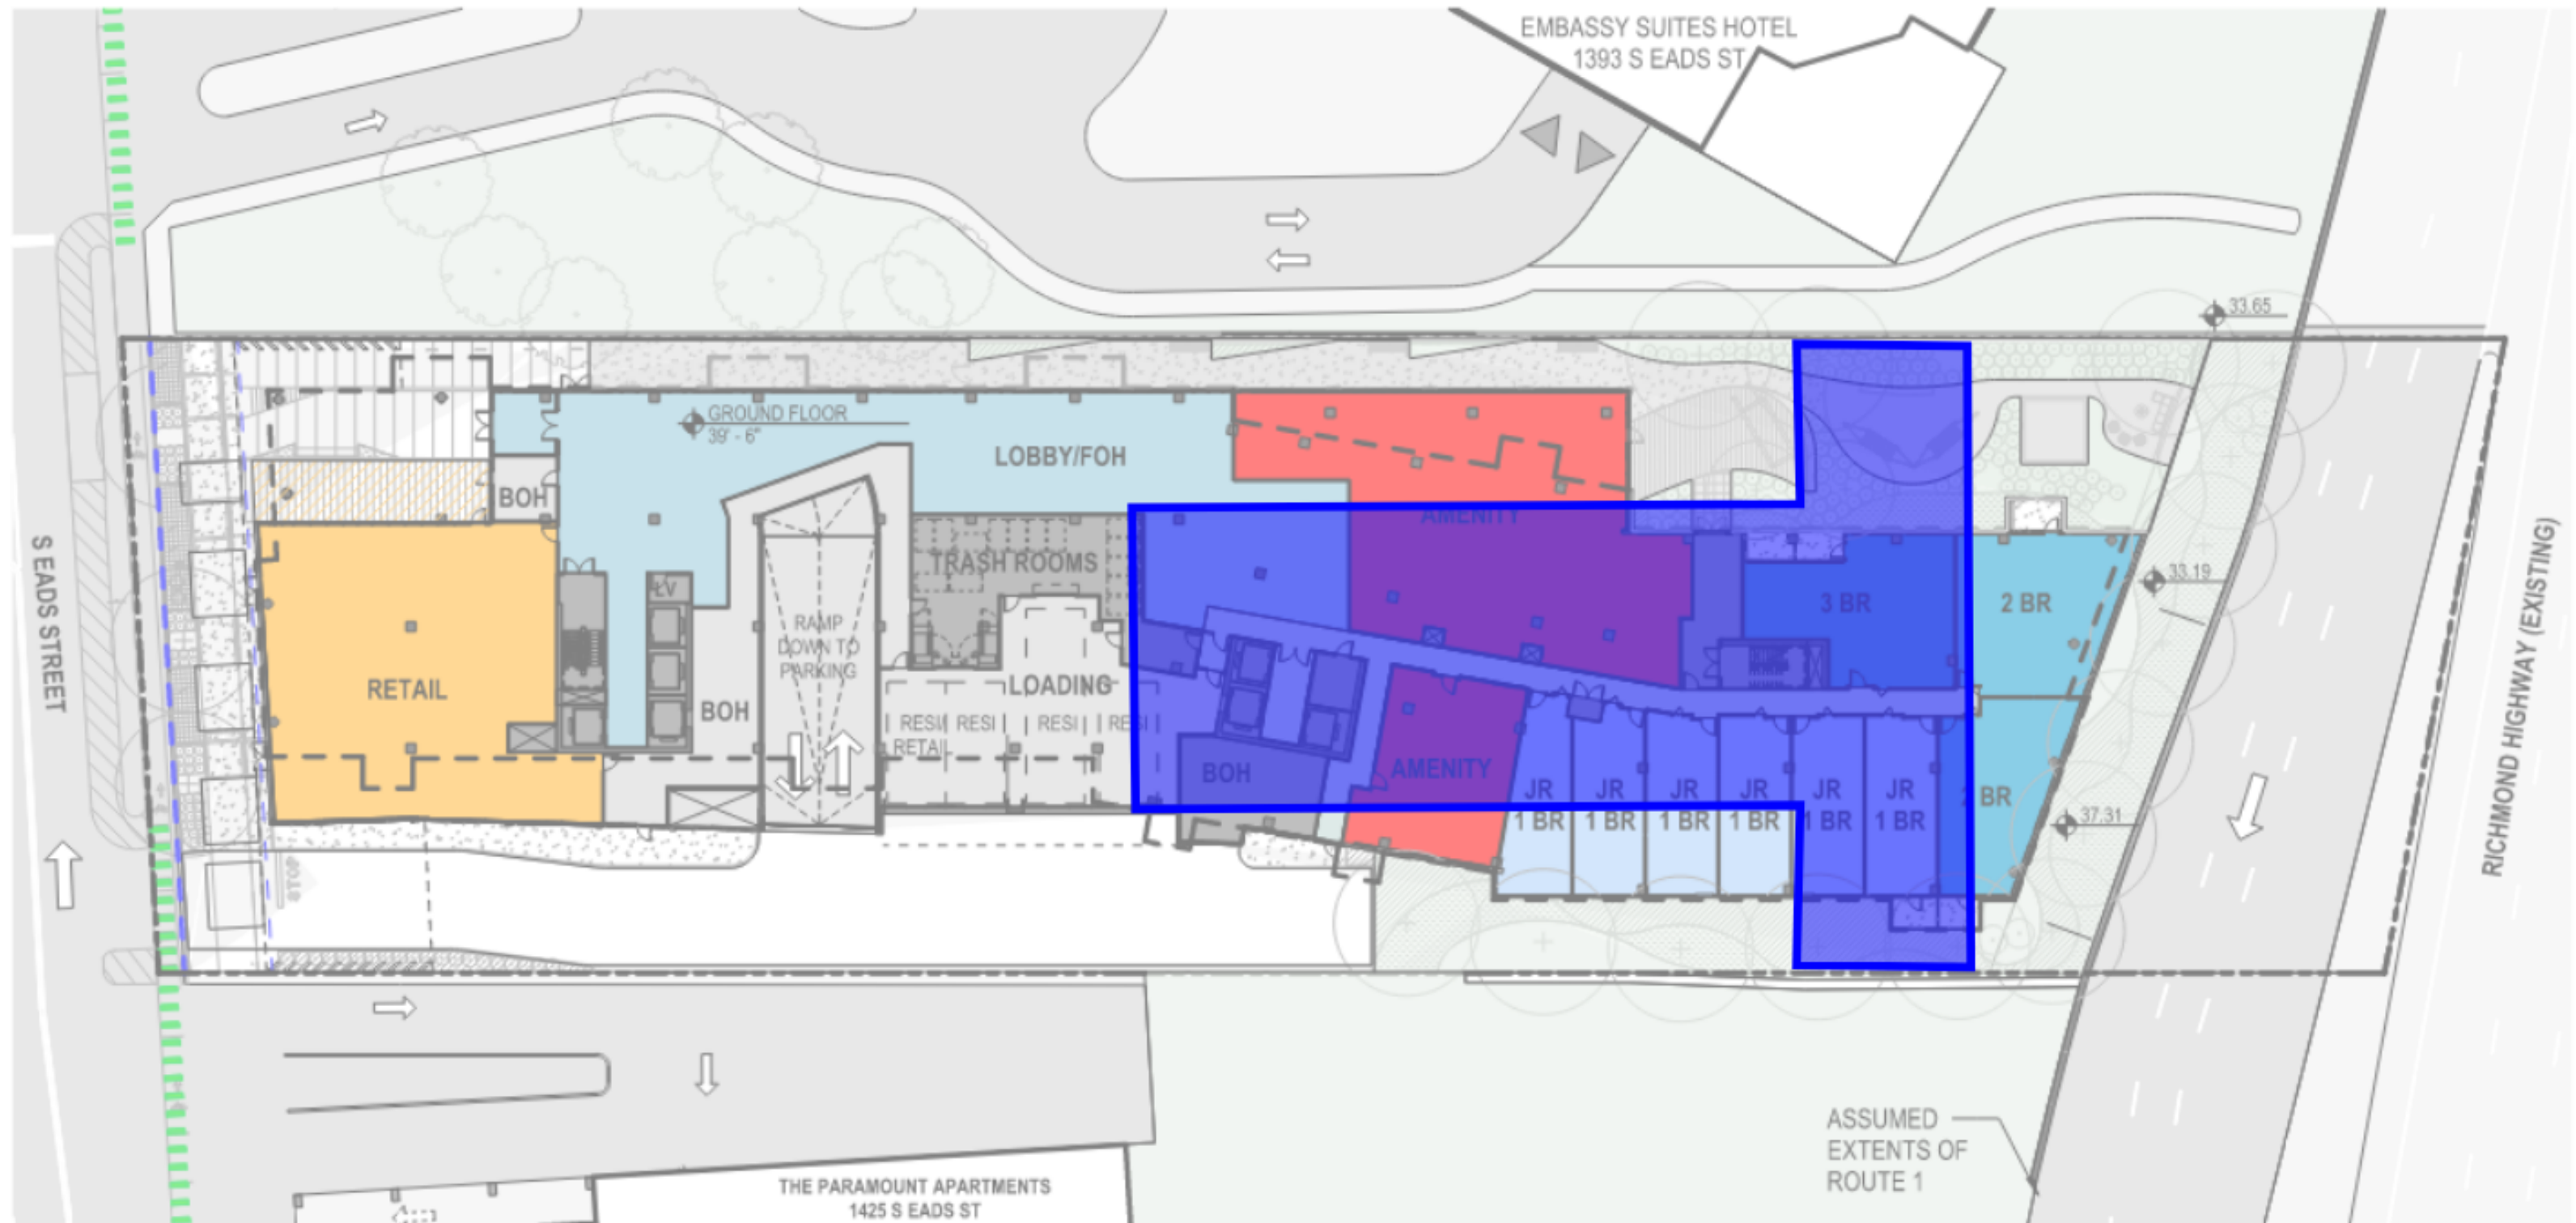 EMBASSY SUITES HOTEL
1393 S EADS ST
33.65
GROUND FLOOR
39' - 6"
LOBBY/FOH
BOH
AMENITY
S EADS STREET
RICHMOND HIGHWAY (EXISTING)
TRASH ROOMS
33.19
LV
3 BR
2 BR
RAMP
DOWN TO
PARKING
RETAIL
LOADING
BOH
RESI/
RETAIL
RESI
RESI
RESI
BOH
AMENITY
JR
1 BR
JR
1 BR
JR
1 BR
JR
1 BR
JR
1 BR
JR
1 BR
2 BR
37.31
STOP
ASSUMED
EXTENTS OF
ROUTE 1
THE PARAMOUNT APARTMENTS
1425 S EADS ST